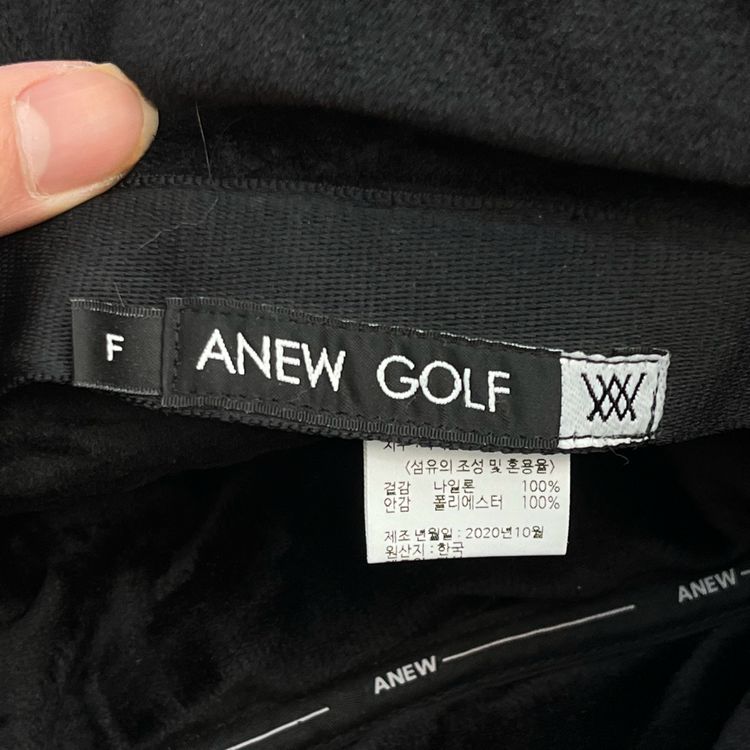 F
ANEW GOLF
〈섬유의 조성 및 혼용율〉
겉감 나일론 100%
안감 폴리에스터 100%
제조 년월일 : 2020년10월
원산지 : 한국
ANEW
ANEW